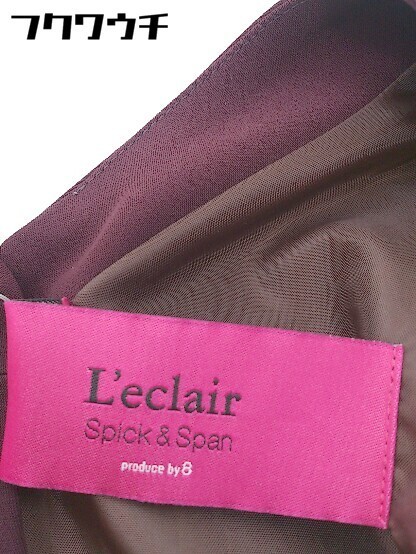 フクワウチ
L'eclair
Spick & Span
produce by 8